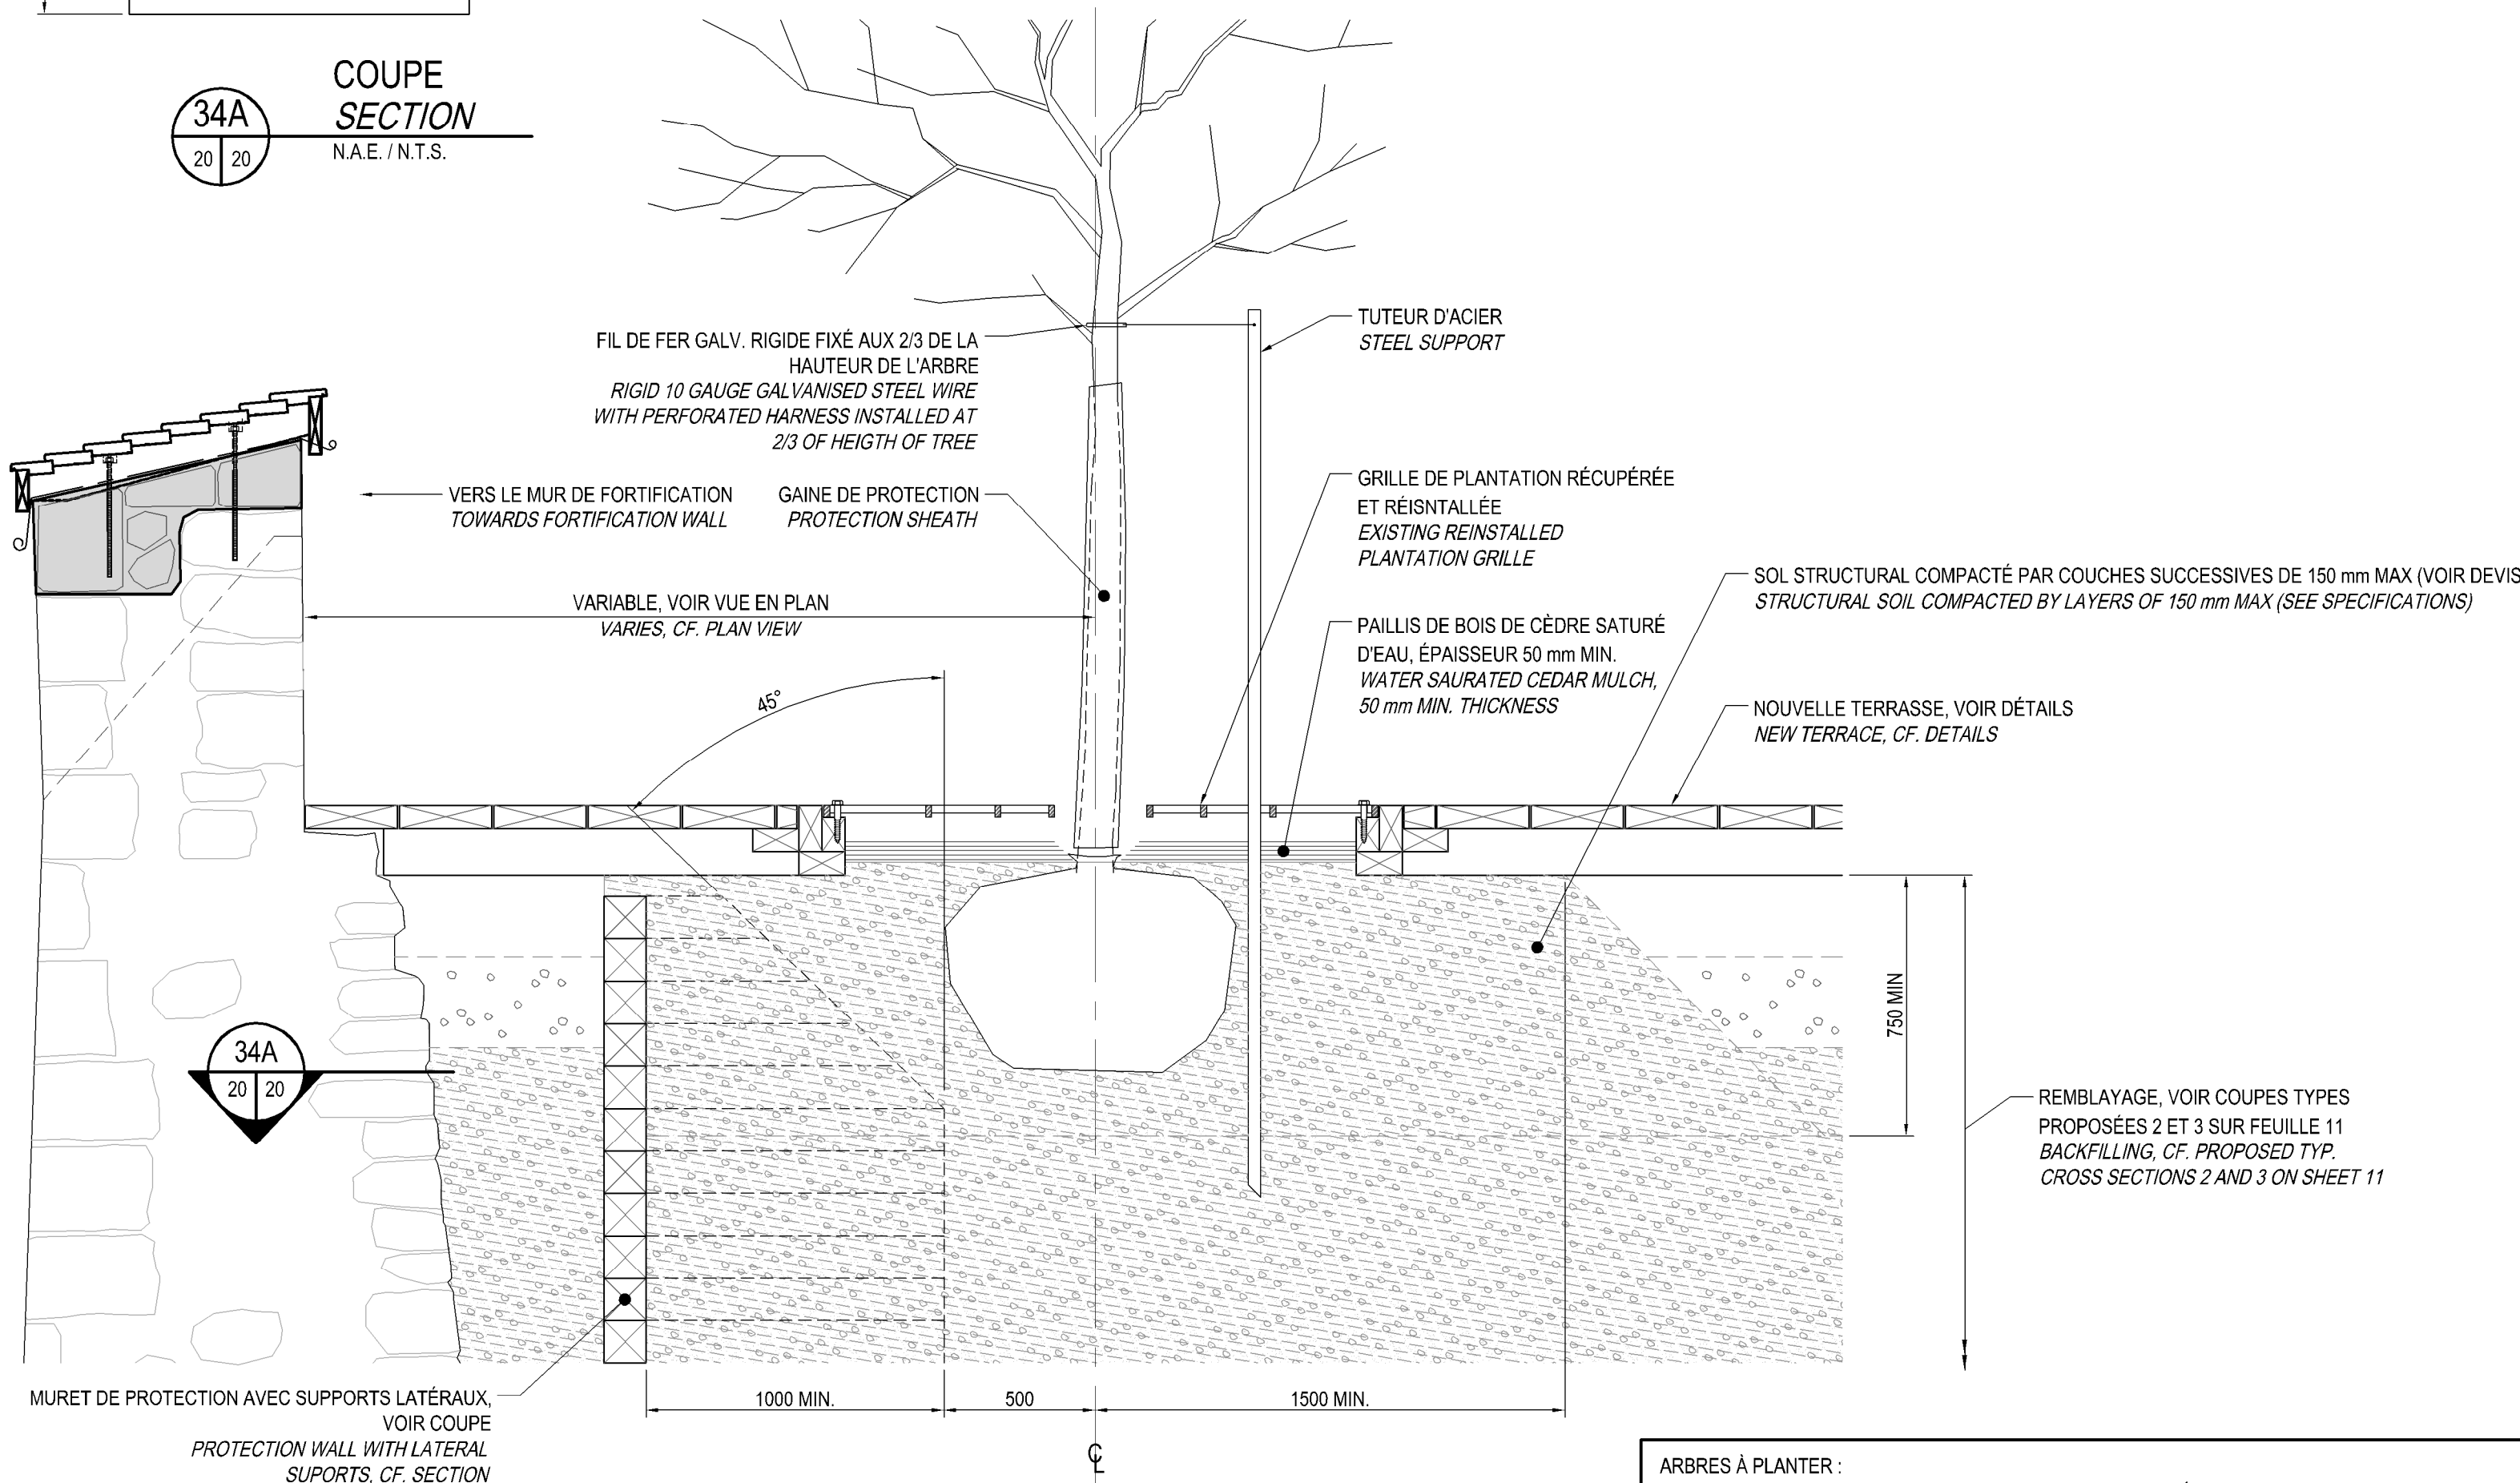 COUPE
SECTION
N.A.E. / N.T.S.
34A
20 20
FIL DE FER GALV. RIGIDE FIXÉ AUX 2/3 DE LA
HAUTEUR DE L'ARBRE
RIGID 10 GAUGE GALVANISED STEEL WIRE
WITH PERFORATED HARNESS INSTALLED AT
2/3 OF HEIGTH OF TREE
TUTEUR D'ACIER
STEEL SUPPORT
VERS LE MUR DE FORTIFICATION
TOWARDS FORTIFICATION WALL
GAINE DE PROTECTION
PROTECTION SHEATH
GRILLE DE PLANTATION RÉCUPÉRÉE
ET RÉISNTALLÉE
EXISTING REINSTALLED
PLANTATION GRILLE
SOL STRUCTURAL COMPACTÉ PAR COUCHES SUCCESSIVES DE 150 mm MAX (VOIR DEVIS
STRUCTURAL SOIL COMPACTED BY LAYERS OF 150 mm MAX (SEE SPECIFICATIONS)
VARIABLE, VOIR VUE EN PLAN
VARIES, CF. PLAN VIEW
PAILLIS DE BOIS DE CÈDRE SATURÉ
D'EAU, ÉPAISSEUR 50 mm MIN.
WATER SAURATED CEDAR MULCH,
50 mm MIN. THICKNESS
45°
NOUVELLE TERRASSE, VOIR DÉTAILS
NEW TERRACE, CF. DETAILS
750 MIN
34A
20 20
REMBLAYAGE, VOIR COUPES TYPES
PROPOSÉES 2 ET 3 SUR FEUILLE 11
BACKFILLING, CF. PROPOSED TYP.
CROSS SECTIONS 2 AND 3 ON SHEET 11
MURET DE PROTECTION AVEC SUPPORTS LATÉRAUX,
VOIR COUPE
PROTECTION WALL WITH LATERAL
SUPORTS, CF. SECTION
1000 MIN.
500
1500 MIN.
ARBRES À PLANTER :